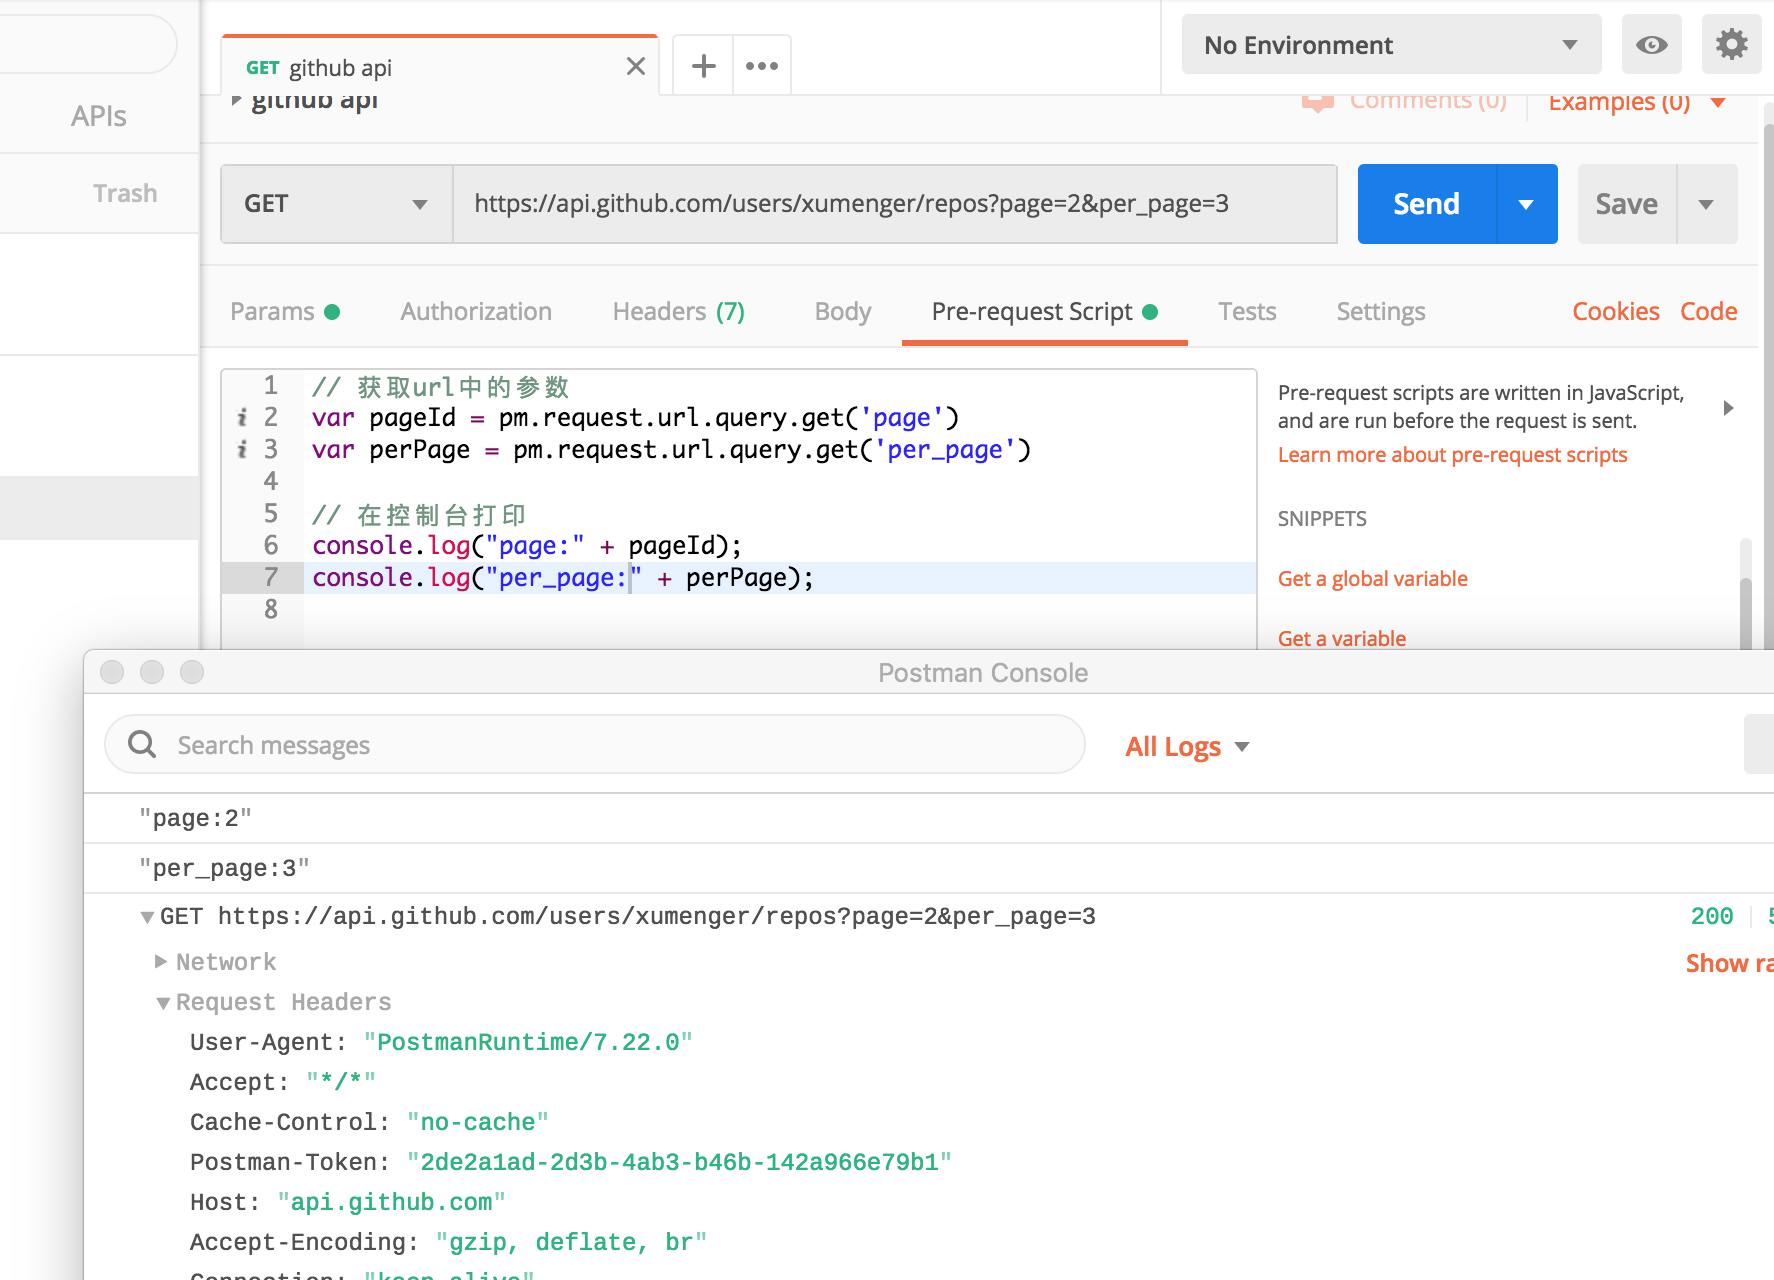 GET github api
No Environment
APIs
github api
Comments (0)
Examples (0)
Trash
GET
https://api.github.com/users/xumenger/repos?page=2&per_page=3
Send
Save
Params
Authorization
Headers (7)
Body
Pre-request Script
Tests
Settings
Cookies
Code
1 // 获取url中的参数
i 2 var pageId = pm.request.url.query.get('page')
i 3 var perPage = pm.request.url.query.get('per_page')
4
5 // 在控制台打印
6 console.log("page:" + pageId);
7 console.log("per_page:" + perPage);
8
Pre-request scripts are written in JavaScript,
and are run before the request is sent.
Learn more about pre-request scripts
SNIPPETS
Get a global variable
Get a variable
Postman Console
Search messages
All Logs
"page:2"
"per_page:3"
GET https://api.github.com/users/xumenger/repos?page=2&per_page=3
200
Network
Show ra
Request Headers
User-Agent: "PostmanRuntime/7.22.0"
Accept: "*/*"
Cache-Control: "no-cache"
Postman-Token: "2de2a1ad-2d3b-4ab3-b46b-142a966e79b1"
Host: "api.github.com"
Accept-Encoding: "gzip, deflate, br"
Connection: "keep-alive"